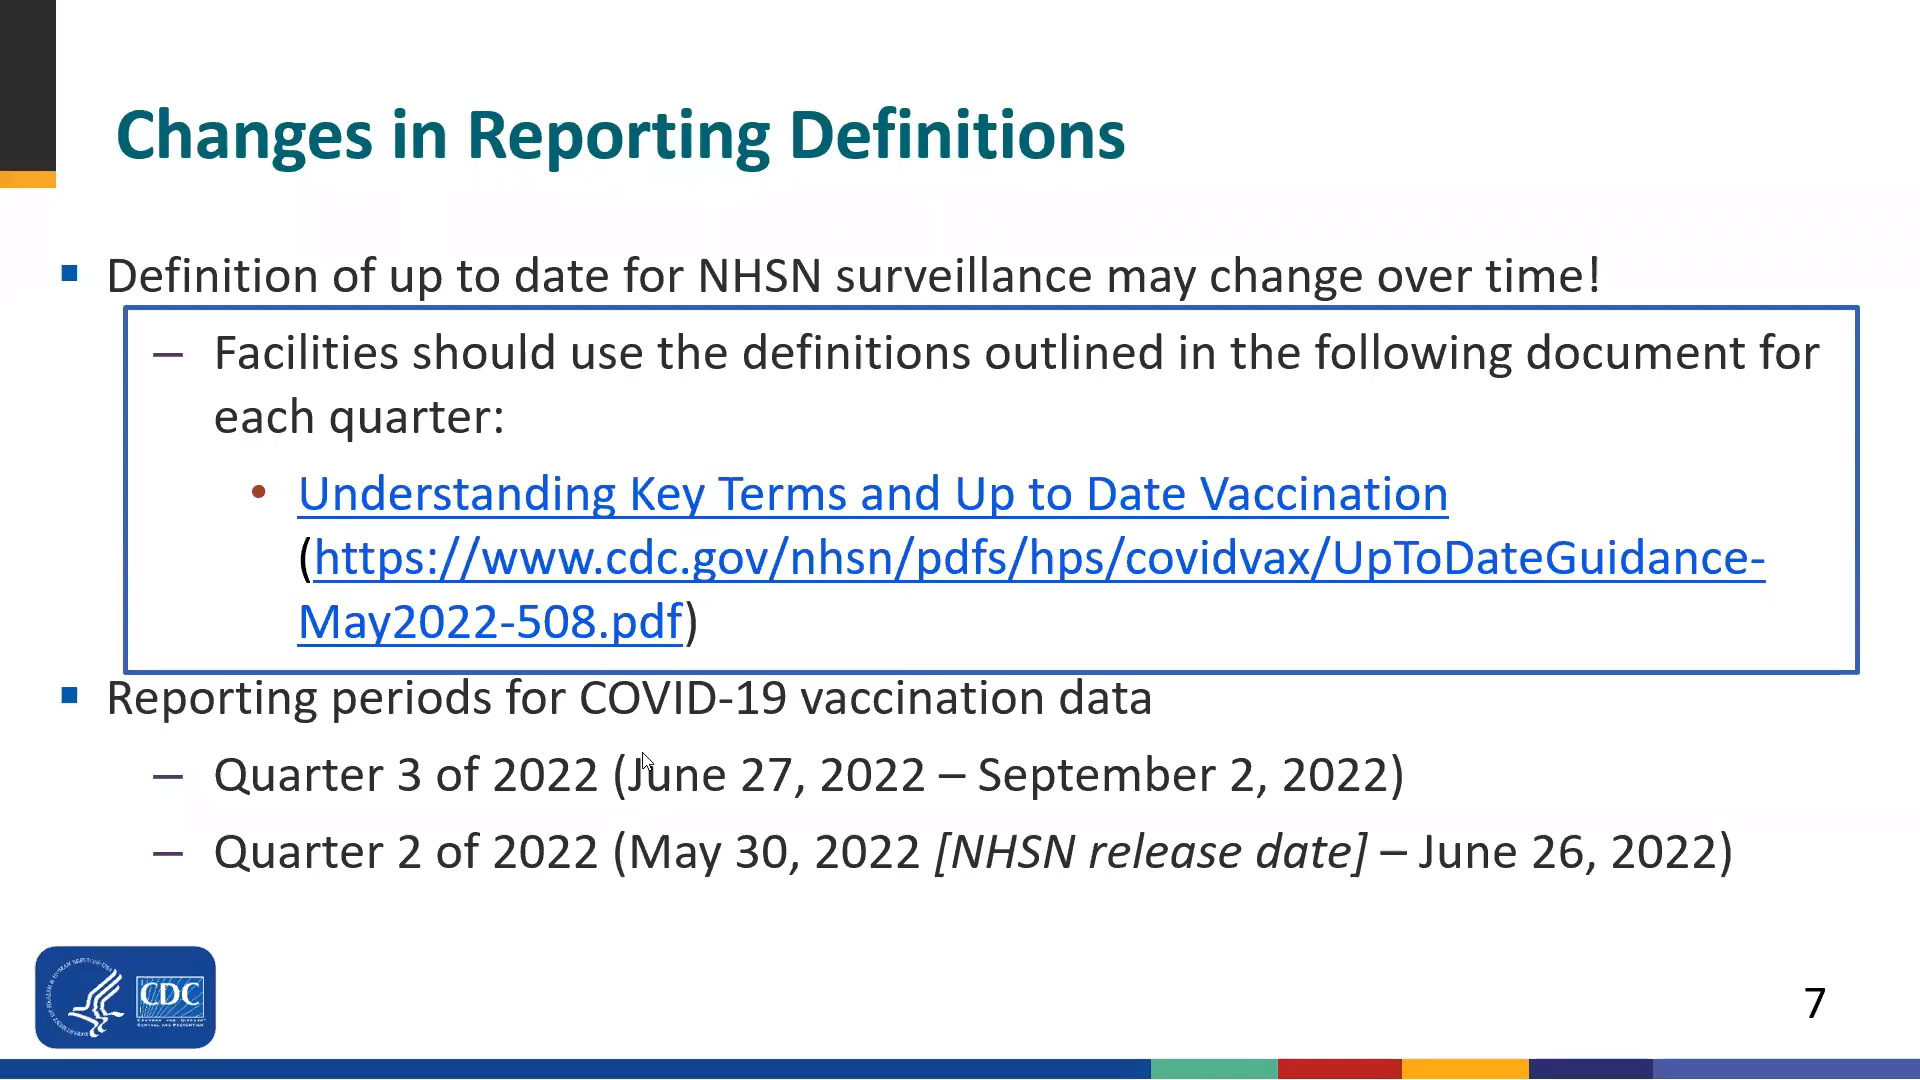 Changes in Reporting Definitions
▪ Definition of up to date for NHSN surveillance may change over time!
– Facilities should use the definitions outlined in the following document for
each quarter:
• Understanding Key Terms and Up to Date Vaccination
(https://www.cdc.gov/nhsn/pdfs/hps/covidvax/UpToDateGuidance-
May2022-508.pdf)
▪ Reporting periods for COVID-19 vaccination data
– Quarter 3 of 2022 (June 27, 2022 – September 2, 2022)
– Quarter 2 of 2022 (May 30, 2022 [NHSN release date] – June 26, 2022)
CDC
7